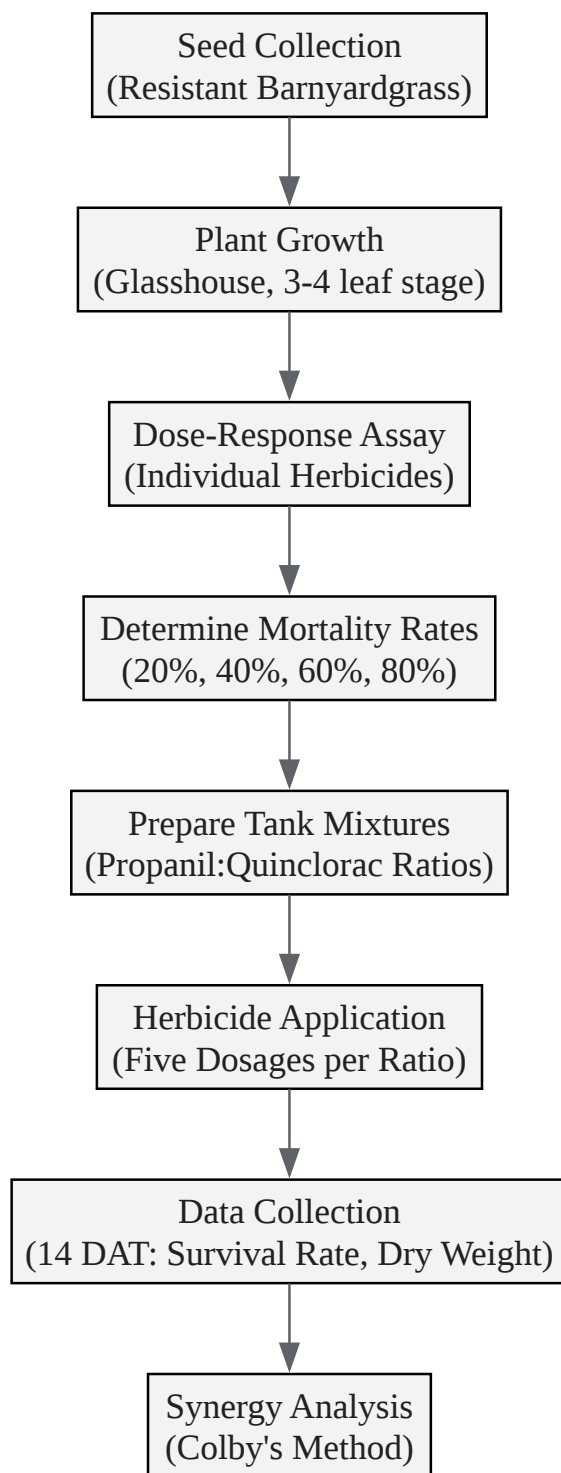 Seed Collection
(Resistant Barnyardgrass)
Plant Growth
(Glasshouse, 3-4 leaf stage)
Dose-Response Assay
(Individual Herbicides)
Determine Mortality Rates
(20%, 40%, 60%, 80%)
Prepare Tank Mixtures
(Propanil:Quinclorac Ratios)
Herbicide Application
(Five Dosages per Ratio)
Data Collection
(14 DAT: Survival Rate, Dry Weight)
Synergy Analysis
(Colby's Method)